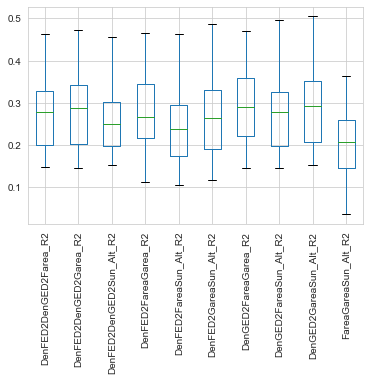 0.5
0.4
0.3
0.2
0.1
DenFED2DenGED2Farea_R2
DenFED2DenGED2Garea_R2
DenFED2DenGED2Sun_Alt_R2
DenFED2FareaGarea_R2
DenFED2FareaSun_Alt_R2
DenFED2GareaSun_Alt_R2
DenGED2FareaGarea_R2
DenGED2FareaSun_Alt_R2
DenGED2GareaSun_Alt_R2
FareaGareaSun_Alt_R2